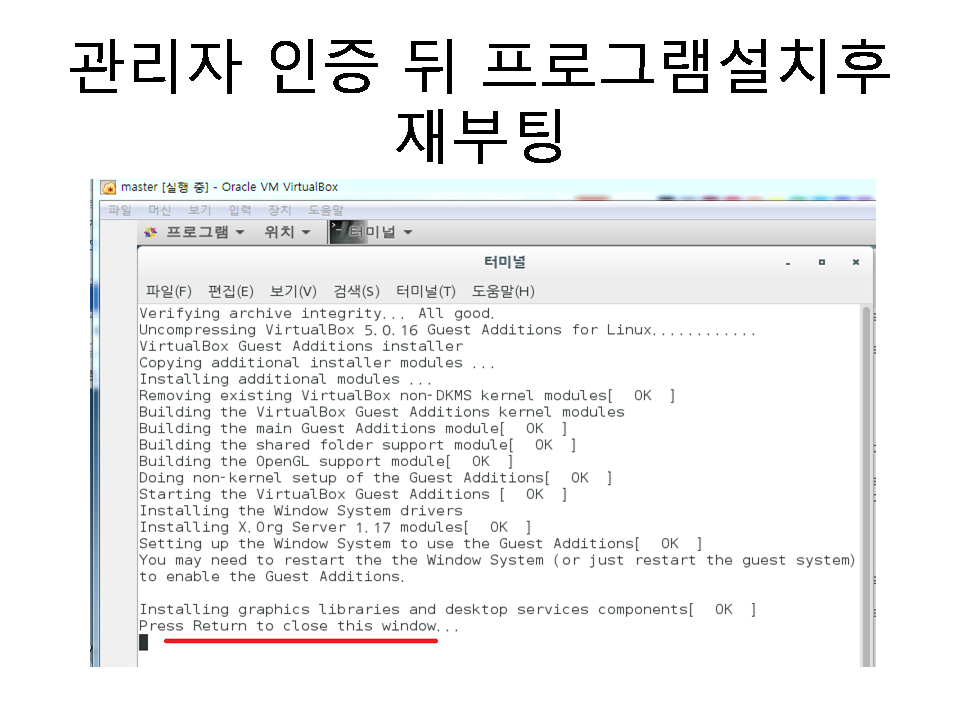 관리자 인증 뒤 프로그램설치후
재부팅
master [실행 중] - Oracle VM VirtualBox
파일 머신 보기 입력 장치 도움말
프로그램 위치 터미널
터미널
파일(F) 편집(E) 보기(V) 검색(S) 터미널(T) 도움말(H)
Verifying archive integrity... All good.
Uncompressing VirtualBox 5.0.16 Guest Additions for Linux............
VirtualBox Guest Additions installer
Copying additional installer modules ...
Installing additional modules ...
Removing existing VirtualBox non-DKMS kernel modules[  OK  ]
Building the VirtualBox Guest Additions kernel modules
Building the main Guest Additions module[  OK  ]
Building the shared folder support module[  OK  ]
Building the OpenGL support module[  OK  ]
Doing non-kernel setup of the Guest Additions[  OK  ]
Starting the VirtualBox Guest Additions [  OK  ]
Installing the Window System drivers
Installing X.Org Server 1.17 modules[  OK  ]
Setting up the Window System to use the Guest Additions[  OK  ]
You may need to restart the the Window System (or just restart the guest system)
to enable the Guest Additions.
Installing graphics libraries and desktop services components[  OK  ]
Press Return to close this window...